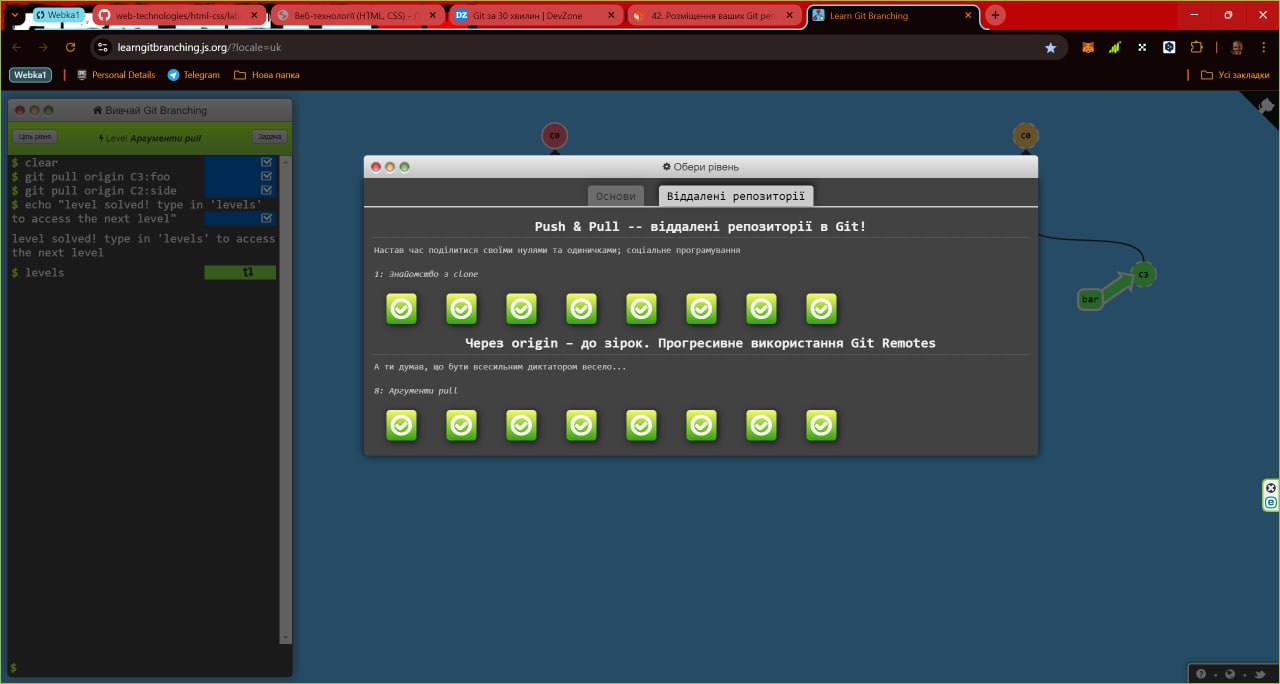 Webka1
web-technologies/html-css/lab
Веб-технології (HTML, CSS) - Л
Git за 30 хвилин | DevZone
42. Розміщення ваших Git реп
Learn Git Branching
learngitbranching.js.org/?locale=uk
Webka1
Personal Details
Telegram
Нова папка
Усі закладки
Вивчай Git Branching
Ціль рівня
Level Аргументи pull
Задача
$ clear
$ git pull origin C3:foo
$ git pull origin C2:side
$ echo "level solved! type in 'levels'
to access the next level"
level solved! type in 'levels' to access
the next level
$ levels
$
C0
C0
C3
bar
Обери рівень
Основи
Віддалені репозиторії
Push & Pull -- віддалені репозиторії в Git!
Настав час поділитися своїми нулями та одиничками; соціальне програмування
1: Знайомство з clone
Через origin – до зірок. Прогресивне використання Git Remotes
А ти думав, що бути всесильним диктатором весело...
8: Аргументи pull